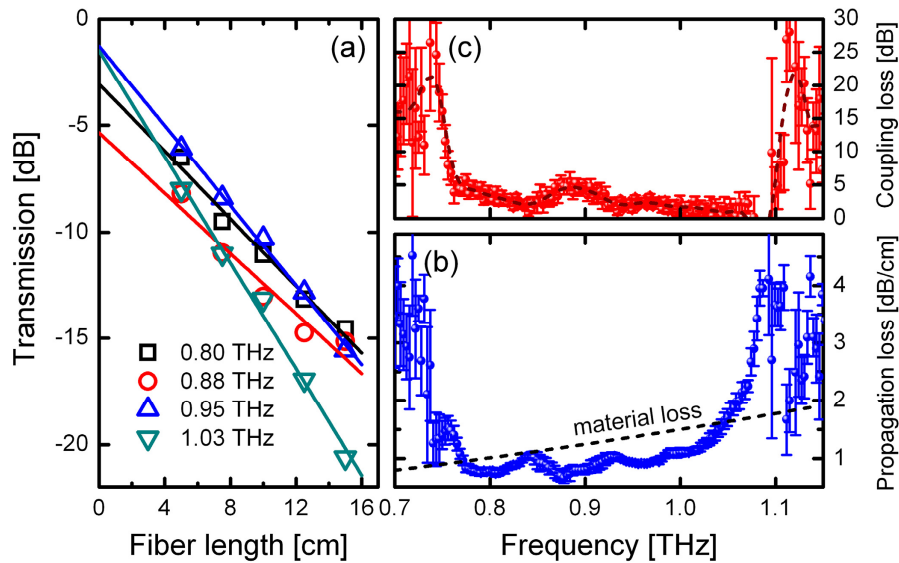 0
-5
-10
-15
-20
Transmission [dB]
(a)
0.80 THz
0.88 THz
0.95 THz
1.03 THz
0 4 8 12 16
Fiber length [cm]
(c)
30
25
20
15
10
5
0
Coupling loss [dB]
(b)
material loss
4
3
2
1
Propagation loss [dB/cm]
0.7 0.8 0.9 1.0 1.1
Frequency [THz]